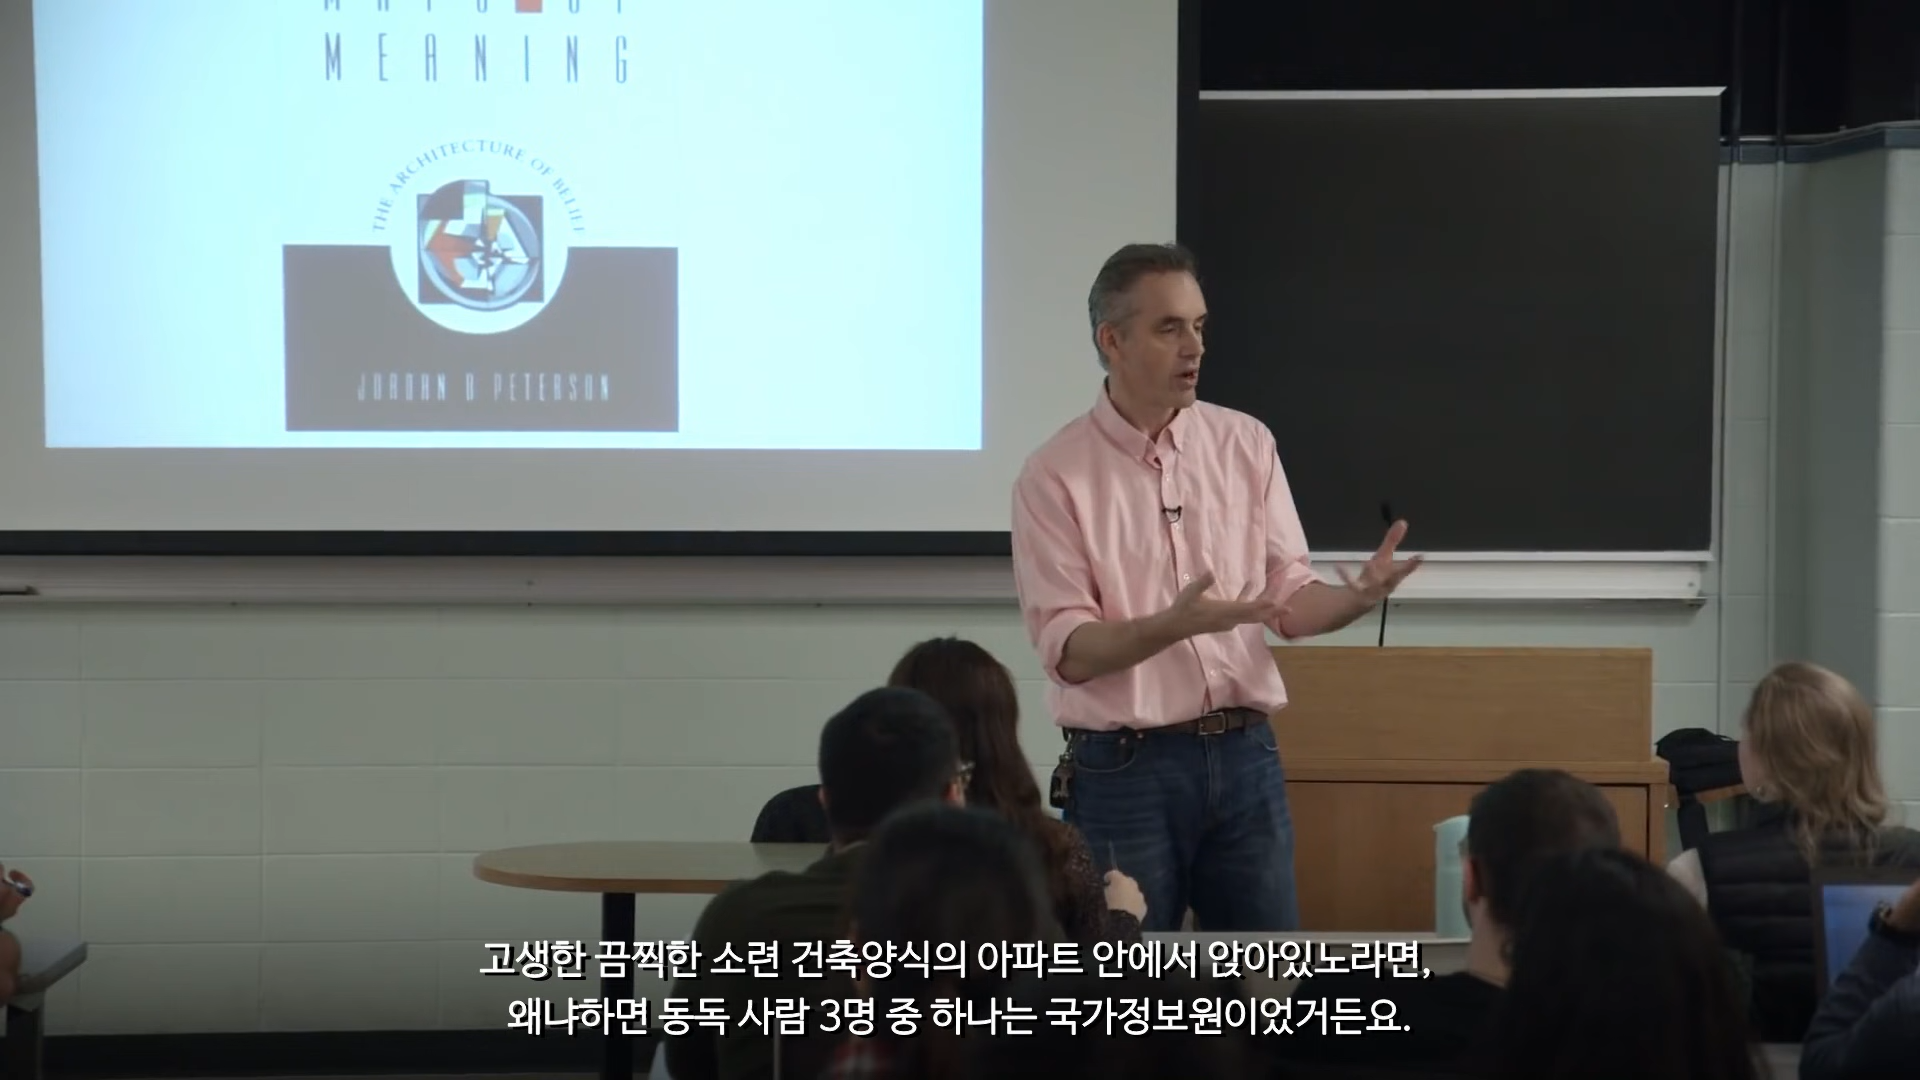 MEANING
THE ARCHITECTURE OF BELIEF
JORDAN B PETERSON
고생한 끔찍한 소련 건축양식의 아파트 안에서 앉아있노라면,
왜냐하면 동독 사람 3명 중 하나는 국가정보원이었거든요.